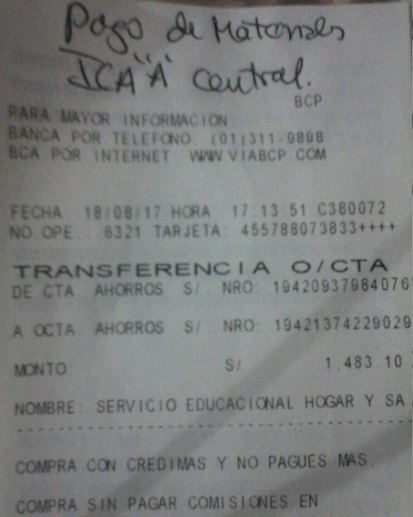 Pago de Materiales
ICA "A" Central.
BCP
PARA MAYOR INFORMACION
BANCA POR TELEFONO: (01)311-9898
BCA POR INTERNET: WWW.VIABCP.COM
FECHA: 18/08/17 HORA: 17:13:51 C380072
NO.OPE.: 6321 TARJETA: 455788073833++++
TRANSFERENCIA O/CTA
DE CTA. AHORROS S/. NRO: 19420937984076
A OCTA. AHORROS S/. NRO: 19421374229029
MONTO S/ 1,483.10
NOMBRE: SERVICIO EDUCACIONAL HOGAR Y SA
--------------------------------
COMPRA CON CREDIMAS Y NO PAGUES MAS.
COMPRA SIN PAGAR COMISIONES EN